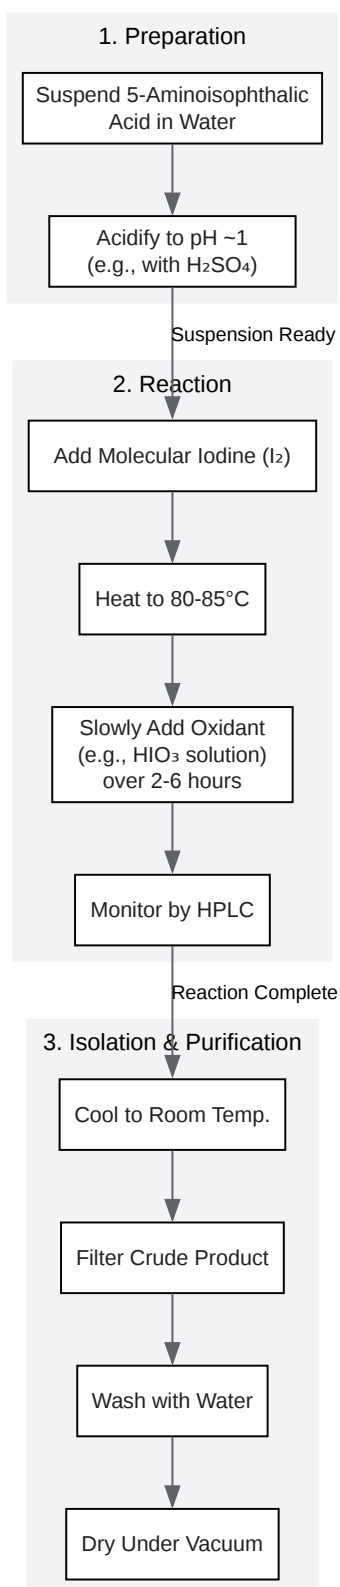 1. Preparation
Suspend 5-Aminoisophthalic
Acid in Water
Acidify to pH ~1
(e.g., with H₂SO₄)
Suspension Ready
2. Reaction
Add Molecular Iodine (I₂)
Heat to 80-85°C
Slowly Add Oxidant
(e.g., HIO₃ solution)
over 2-6 hours
Monitor by HPLC
Reaction Complete
3. Isolation & Purification
Cool to Room Temp.
Filter Crude Product
Wash with Water
Dry Under Vacuum